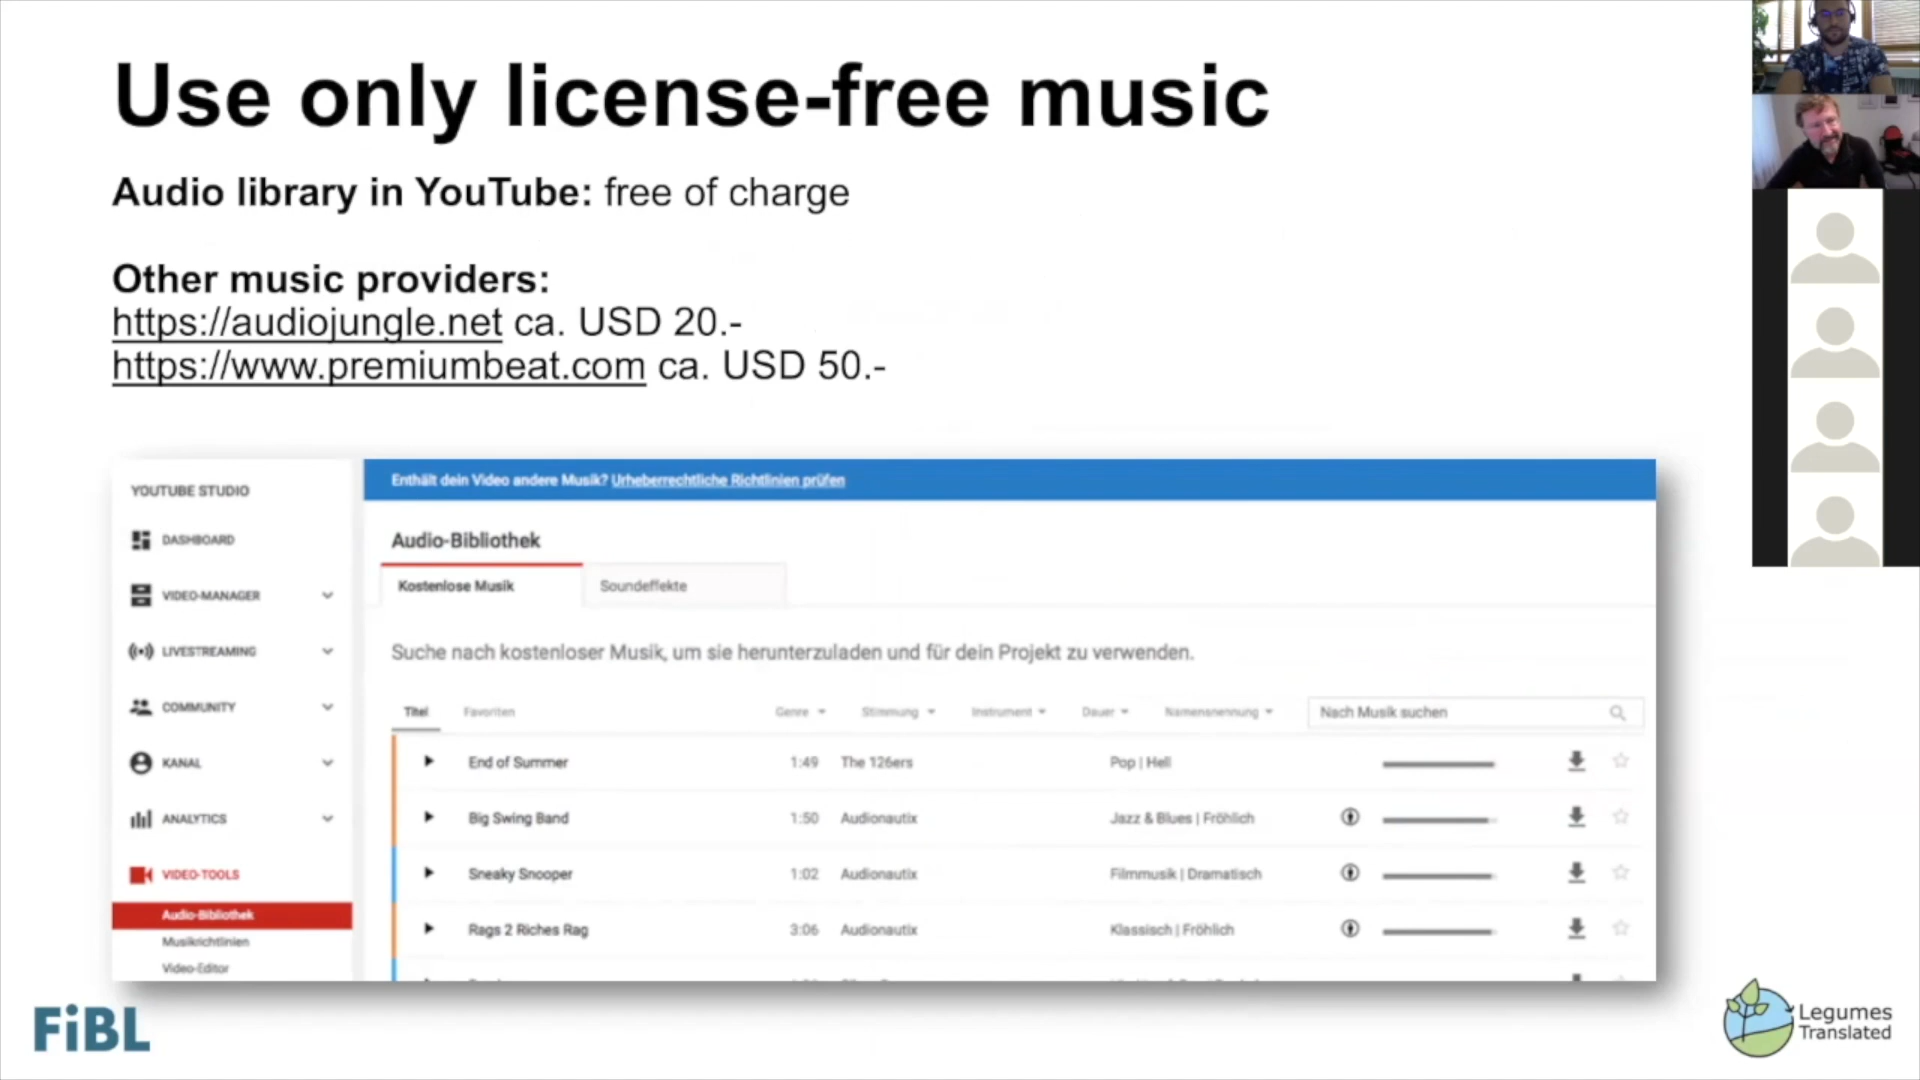 Use only license-free music
Audio library in YouTube: free of charge
Other music providers:
https://audiojungle.net ca. USD 20.-
https://www.premiumbeat.com ca. USD 50.-
YOUTUBE STUDIO
DASHBOARD
VIDEO-MANAGER
LIVESTREAMING
COMMUNITY
KANAL
ANALYTICS
VIDEO-TOOLS
Audio-Bibliothek
Musikrichtlinien
Video-Editor
Enthält dein Video andere Musik? Urheberrechtliche Richtlinien prüfen
Audio-Bibliothek
Kostenlose Musik Soundeffekte
Suche nach kostenloser Musik, um sie herunterzuladen und für dein Projekt zu verwenden.
Titel Favoriten Genre Stimmung Instrument Dauer Namensnennung Nach Musik suchen
End of Summer 1:49 The 126ers Pop | Hell
Big Swing Band 1:50 Audionautix Jazz & Blues | Fröhlich
Sneaky Snooper 1:02 Audionautix Filmmusik | Dramatisch
Rags 2 Riches Rag 3:06 Audionautix Klassisch | Fröhlich
FiBL
Legumes
Translated